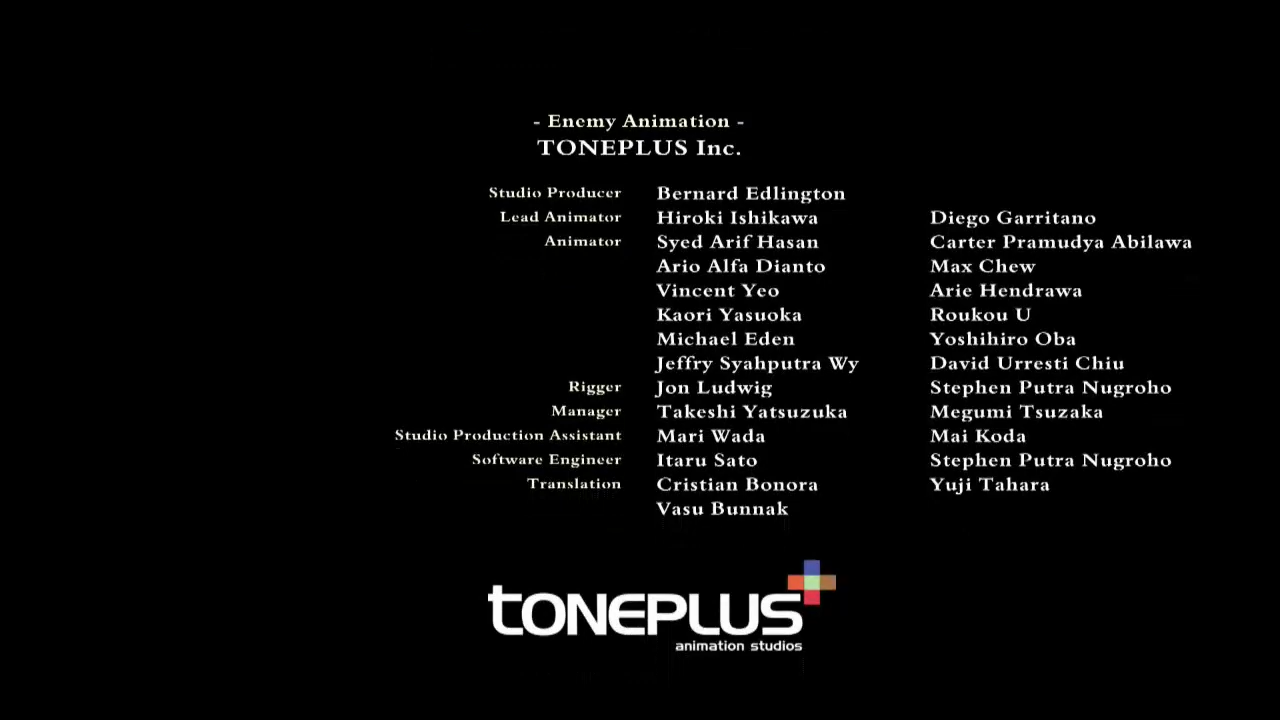 - Enemy Animation -
TONEPLUS Inc.
Studio Producer Bernard Edlington
Lead Animator Hiroki Ishikawa Diego Garritano
Animator Syed Arif Hasan Carter Pramudya Abilawa
Ario Alfa Dianto Max Chew
Vincent Yeo Arie Hendrawa
Kaori Yasuoka Roukou U
Michael Eden Yoshihiro Oba
Jeffry Syahputra Wy David Urresti Chiu
Rigger Jon Ludwig Stephen Putra Nugroho
Manager Takeshi Yatsuzuka Megumi Tsuzaka
Studio Production Assistant Mari Wada Mai Koda
Software Engineer Itaru Sato Stephen Putra Nugroho
Translation Cristian Bonora Yuji Tahara
Vasu Bunnak
toneplus
animation studios